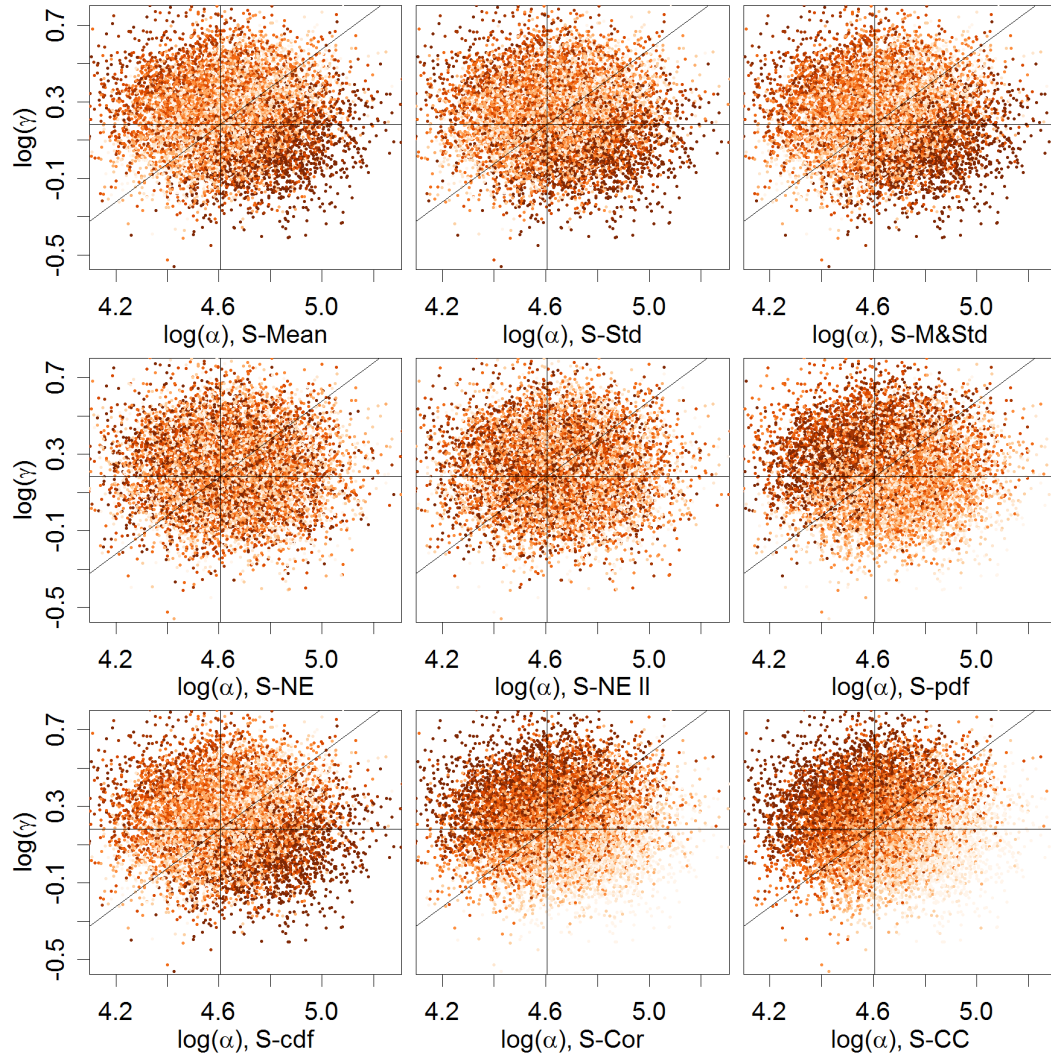 log(γ)
0.7
0.3
-0.1
-0.5
4.2 4.6 5.0 4.2 4.6 5.0 4.2 4.6 5.0
log(α), S-Mean log(α), S-Std log(α), S-M&Std
log(γ)
0.7
0.3
-0.1
-0.5
4.2 4.6 5.0 4.2 4.6 5.0 4.2 4.6 5.0
log(α), S-NE log(α), S-NE II log(α), S-pdf
log(γ)
0.7
0.3
-0.1
-0.5
4.2 4.6 5.0 4.2 4.6 5.0 4.2 4.6 5.0
log(α), S-cdf log(α), S-Cor log(α), S-CC